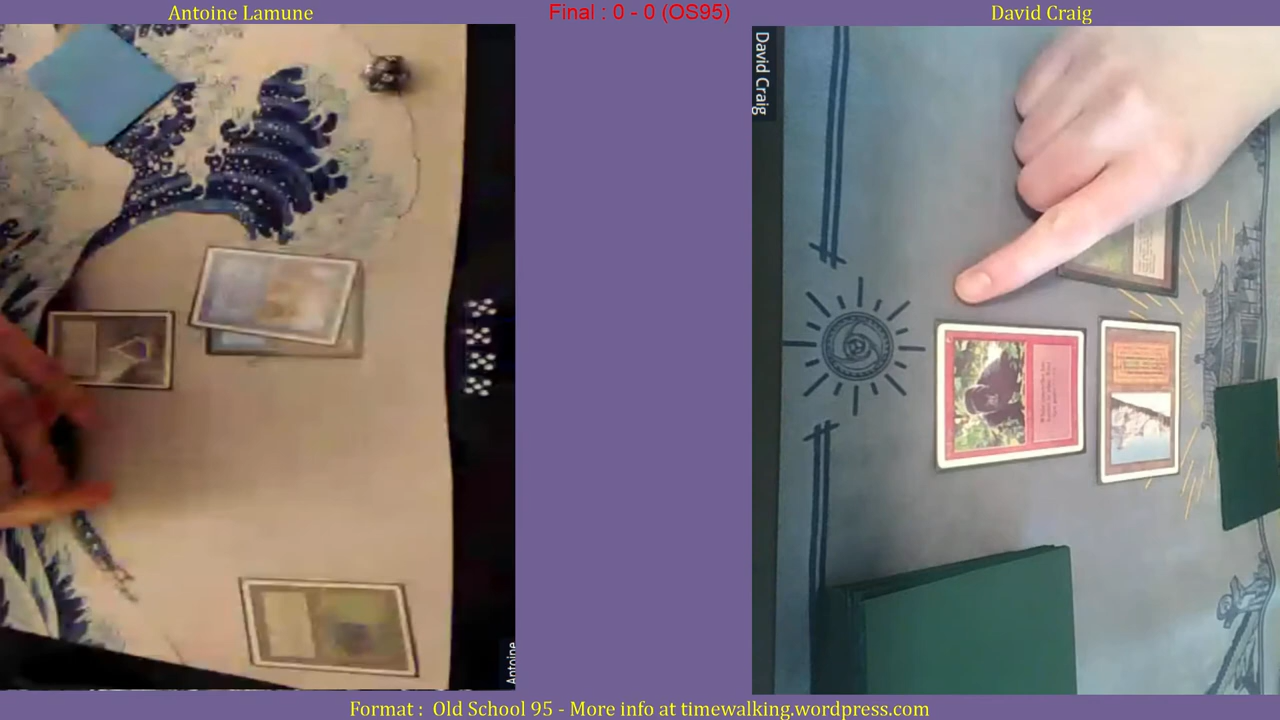 Antoine Lamune
Final : 0 - 0 (OS95)
David Craig
David Craig
Antoine
Format : Old School 95 - More info at timewalking.wordpress.com